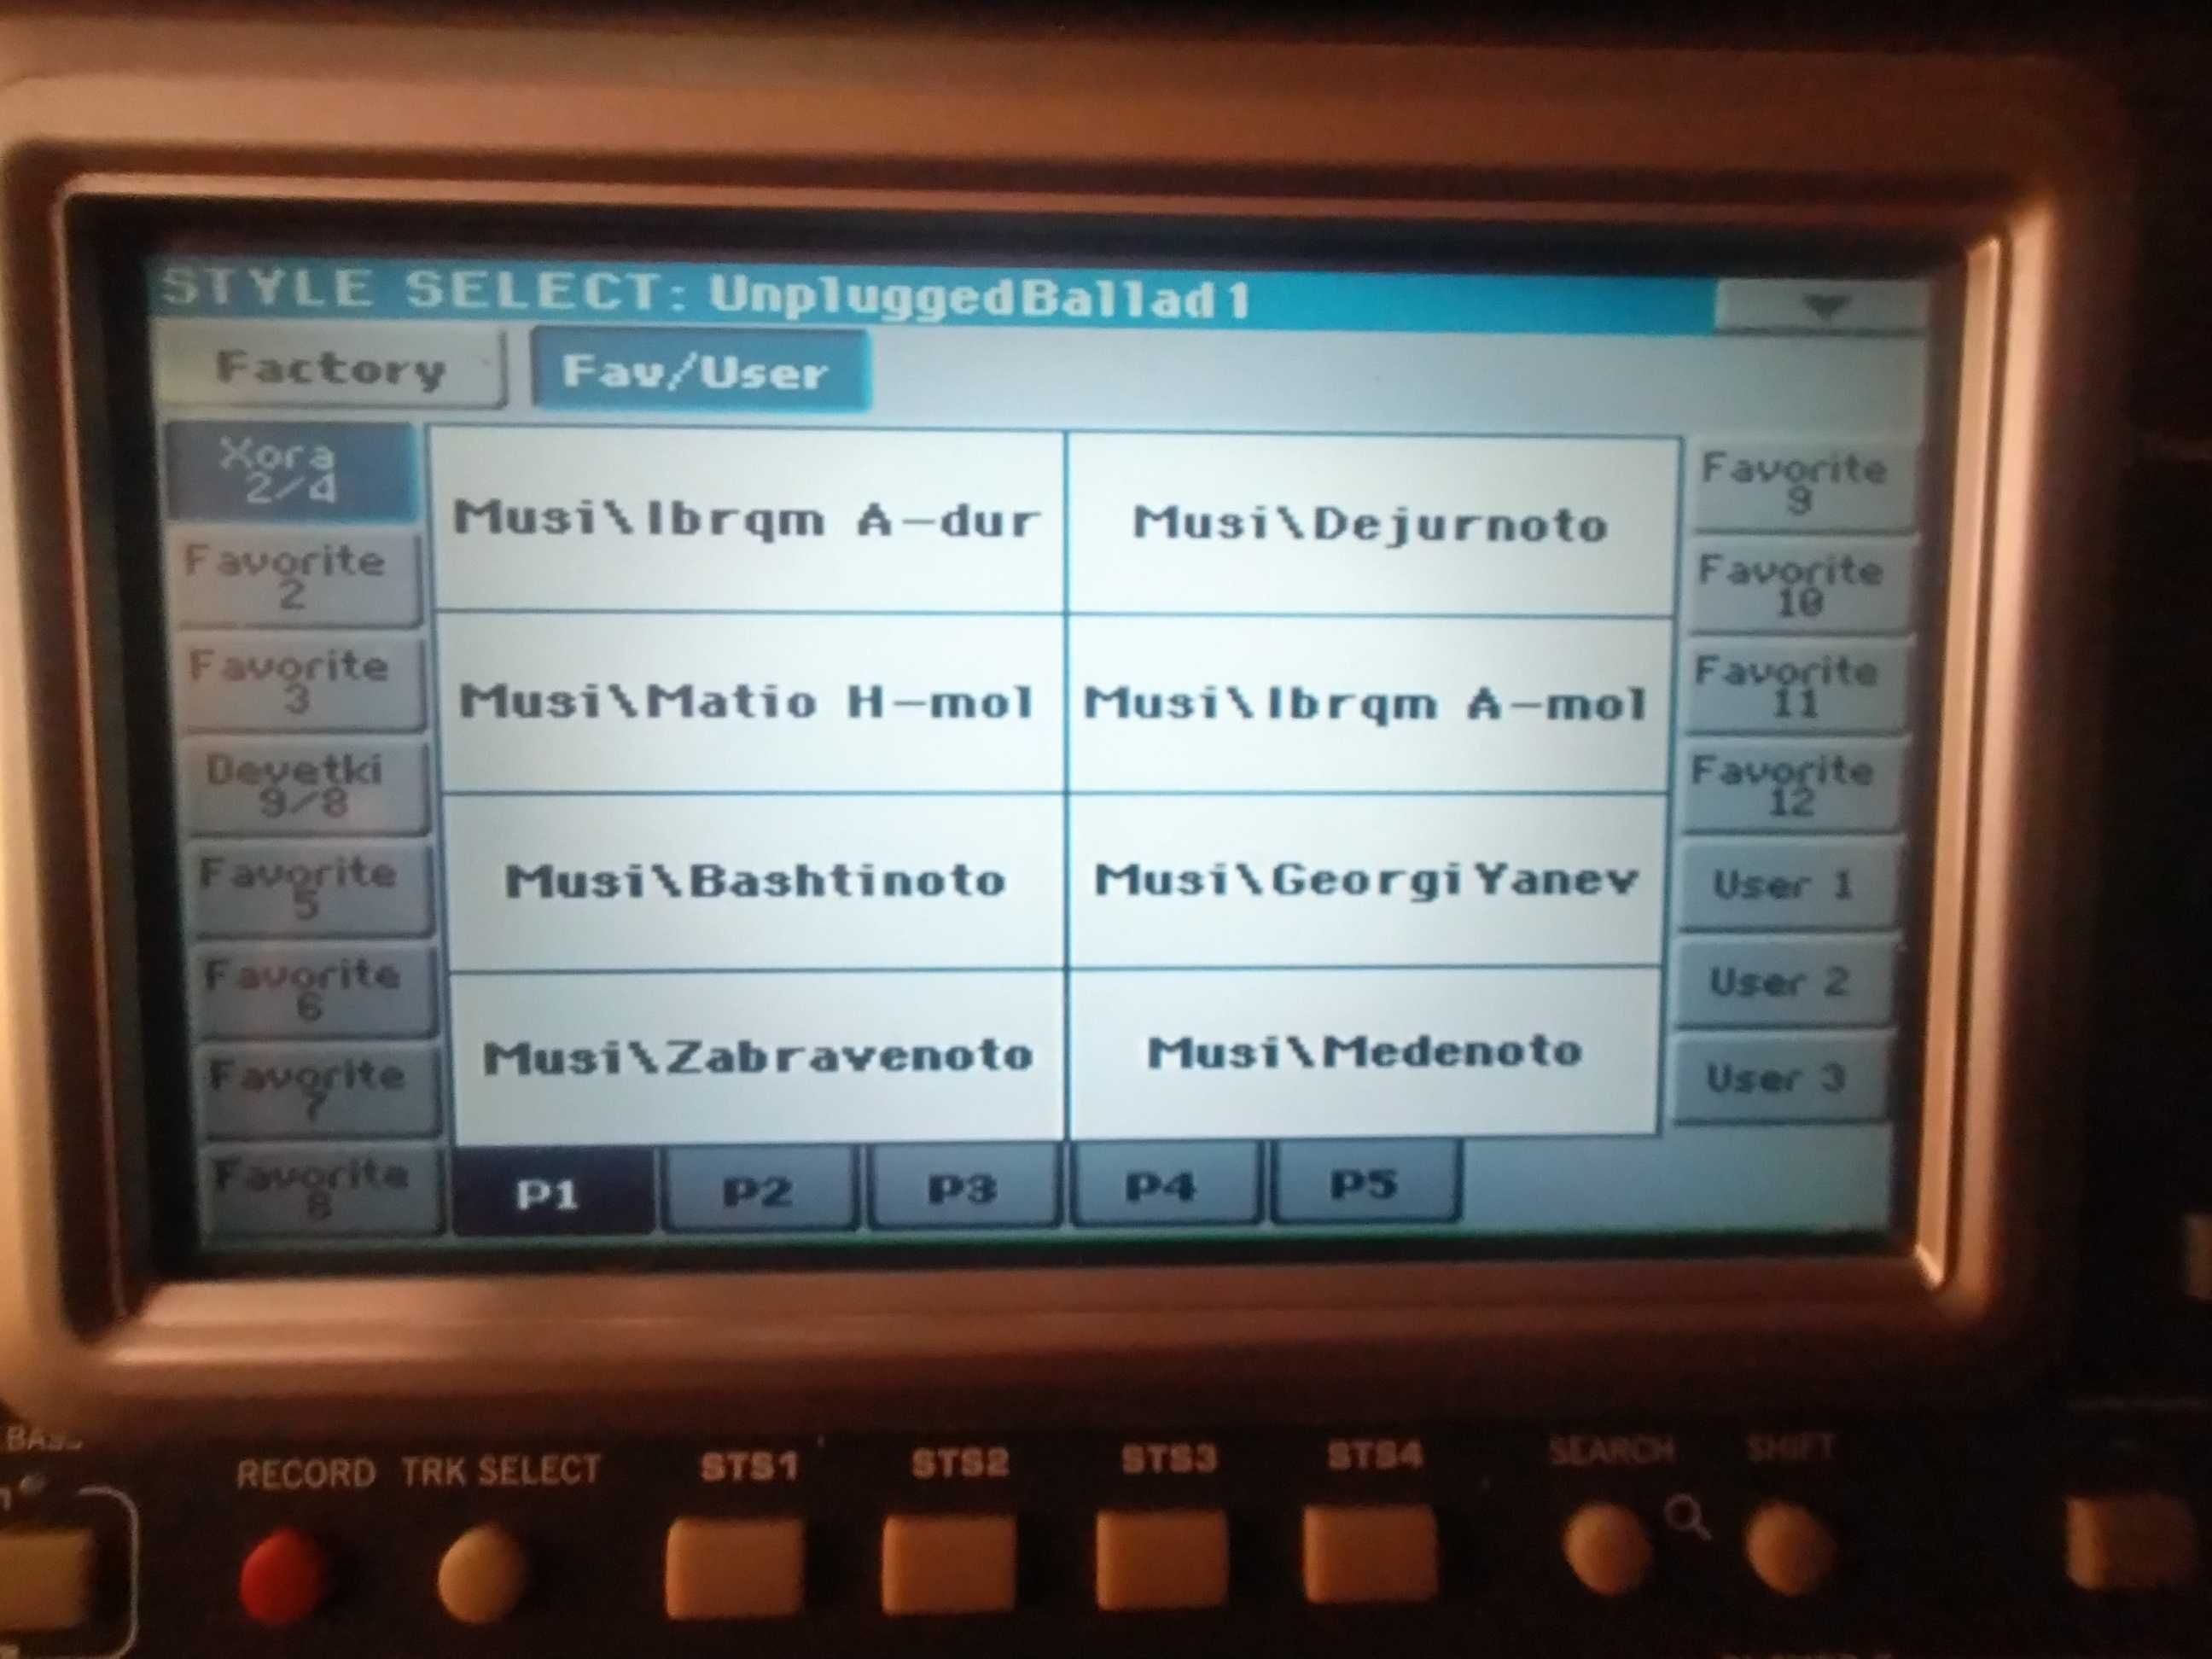 STYLE SELECT: UnpluggedBallad1
Factory
Fav/User
Xora
2/4
Favorite
2
Favorite
3
Devetki
9/8
Favorite
5
Favorite
6
Favorite
7
Favorite
8
Musi\Ibrqm A-dur
Musi\Dejurnoto
Musi\Matio H-mol
Musi\Ibrqm A-mol
Musi\Bashtinoto
Musi\GeorgiYanev
Musi\Zabravenoto
Musi\Medenoto
Favorite
9
Favorite
10
Favorite
11
Favorite
12
User 1
User 2
User 3
P1
P2
P3
P4
P5
RECORD
TRK SELECT
STS1
STS2
STS3
STS4
SEARCH
SHIFT